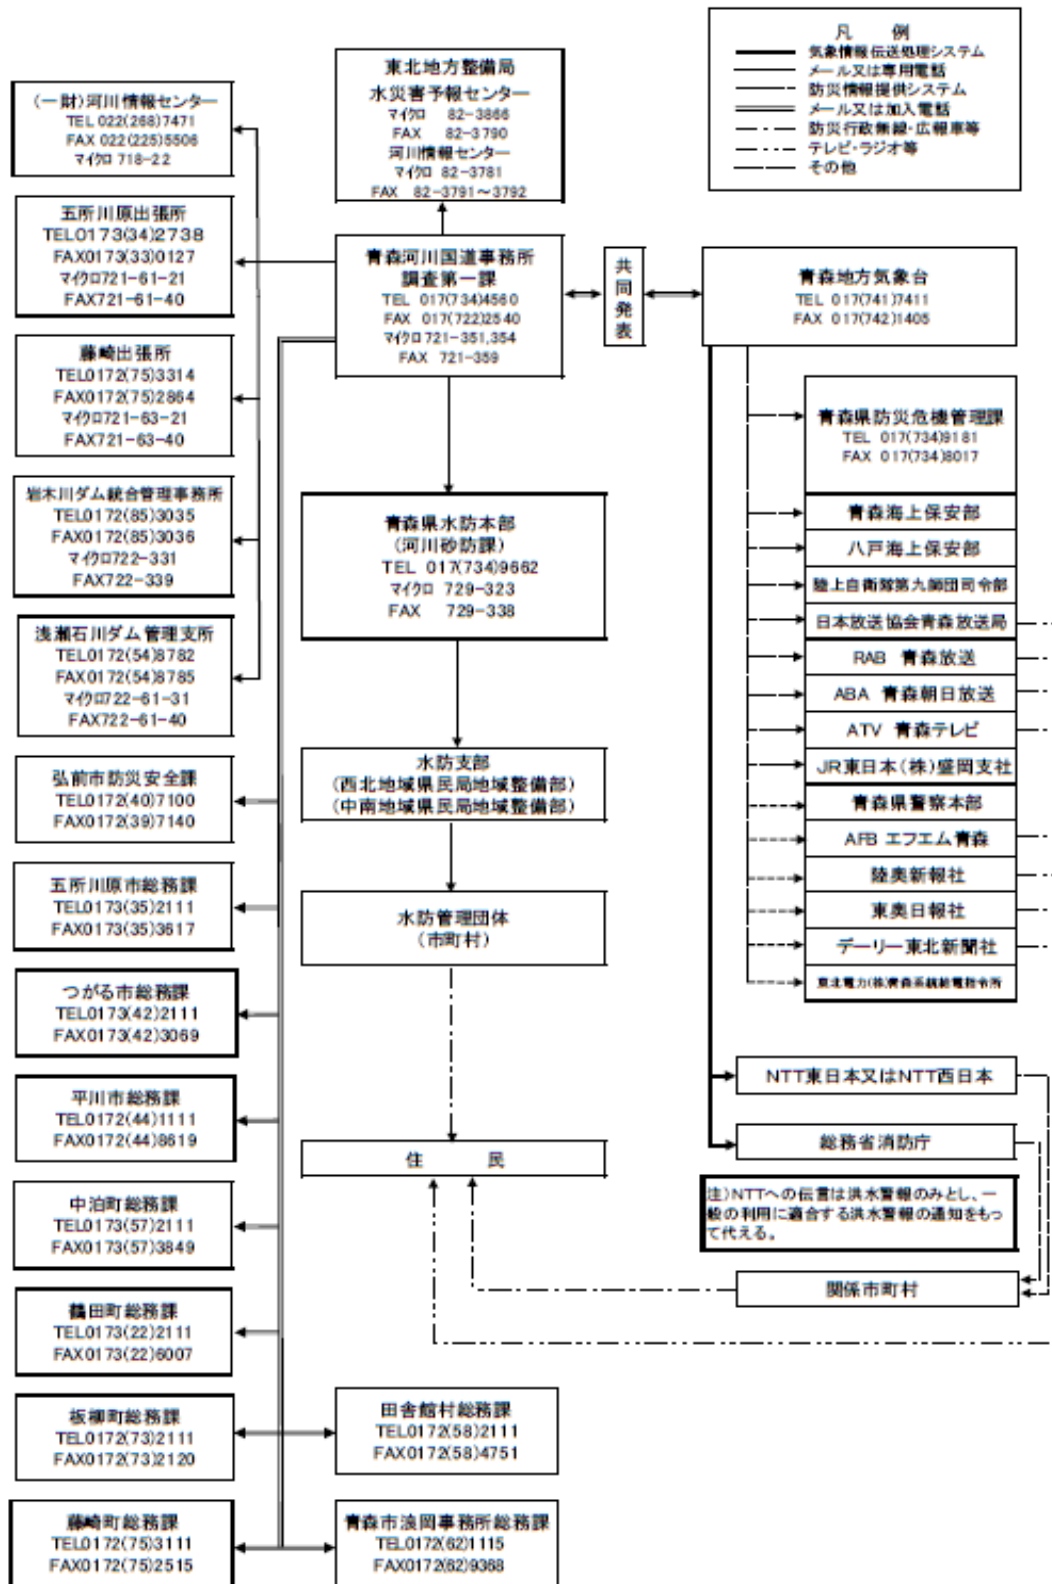 凡　例
気象情報伝送処理システム
メール又は専用電話
防災情報提供システム
メール又は加入電話
防災行政無線・広報車等
テレビ・ラジオ等
その他
東北地方整備局
水災害予報センター
マイクロ 82-3866
FAX 82-3790
河川情報センター
マイクロ 82-3781
FAX 82-3791～3792
(一財)河川情報センター
TEL 022(268)7471
FAX 022(225)5506
マイクロ 718-22
五所川原出張所
TEL0173(34)2738
FAX0173(33)0127
マイクロ721-61-21
FAX721-61-40
青森河川国道事務所
調査第一課
TEL 017(734)4560
FAX 017(722)2540
マイクロ 721-351,354
FAX 721-359
共同発表
青森地方気象台
TEL 017(741)7411
FAX 017(742)1405
藤崎出張所
TEL0172(75)3314
FAX0172(75)2864
マイクロ721-63-21
FAX721-63-40
岩木川ダム統合管理事務所
TEL0172(85)3035
FAX0172(85)3036
マイクロ722-331
FAX722-339
浅瀬石川ダム管理支所
TEL0172(54)8782
FAX0172(54)8785
マイクロ722-61-31
FAX722-61-40
弘前市防災安全課
TEL0172(40)7100
FAX0172(39)7140
五所川原市総務課
TEL0173(35)2111
FAX0173(35)3617
つがる市総務課
TEL0173(42)2111
FAX0173(42)3069
平川市総務課
TEL0172(44)1111
FAX0172(44)8619
中泊町総務課
TEL0173(57)2111
FAX0173(57)3849
鶴田町総務課
TEL0173(22)2111
FAX0173(22)6007
板柳町総務課
TEL0172(73)2111
FAX0172(73)2120
藤崎町総務課
TEL0172(75)3111
FAX0172(75)2515
青森県水防本部
(河川砂防課)
TEL 017(734)9662
マイクロ 729-323
FAX 729-338
水防支部
(西北地域県民局地域整備部)
(中南地域県民局地域整備部)
水防管理団体
(市町村)
住　民
田舎館村総務課
TEL0172(58)2111
FAX0172(58)4751
青森市浪岡事務所総務課
TEL0172(62)1115
FAX0172(62)9368
青森県防災危機管理課
TEL 017(734)9181
FAX 017(734)8017
青森海上保安部
八戸海上保安部
陸上自衛隊第九師団司令部
日本放送協会青森放送局
RAB 青森放送
ABA 青森朝日放送
ATV 青森テレビ
JR東日本(株)盛岡支社
青森県警察本部
AFB エフエム青森
陸奥新報社
東奥日報社
デーリー東北新聞社
東北電力(株)青森系統給電指令所
NTT東日本又はNTT西日本
総務省消防庁
注)NTTへの伝言は洪水警報のみとし、一
般の利用に適合する洪水警報の通知をもっ
て代える。
関係市町村